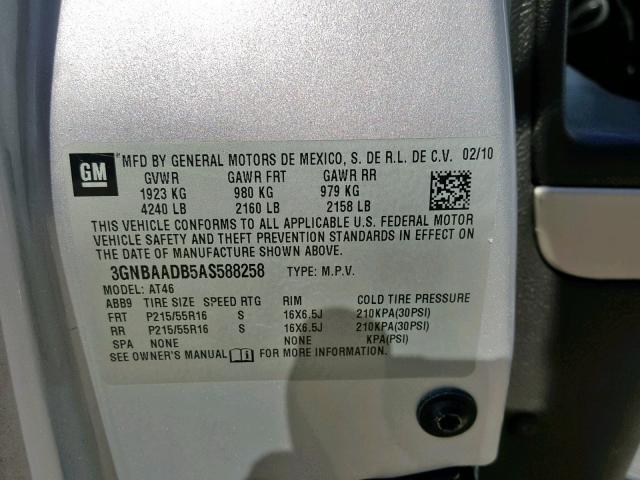 GM MFD BY GENERAL MOTORS DE MEXICO, S. DE R.L. DE C.V. 02/10
GVWR GAWR FRT GAWR RR
1923 KG 980 KG 979 KG
4240 LB 2160 LB 2158 LB
THIS VEHICLE CONFORMS TO ALL APPLICABLE U.S. FEDERAL MOTOR
VEHICLE SAFETY AND THEFT PREVENTION STANDARDS IN EFFECT ON
THE DATE OF MANUFACTURE SHOWN ABOVE.
3GNBAADB5AS588258 TYPE: M.P.V.
MODEL: AT46
ABB9 TIRE SIZE SPEED RTG RIM COLD TIRE PRESSURE
FRT P215/55R16 S 16X6.5J 210KPA(30PSI)
RR P215/55R16 S 16X6.5J 210KPA(30PSI)
SPA NONE NONE KPA(PSI)
SEE OWNER'S MANUAL FOR MORE INFORMATION.